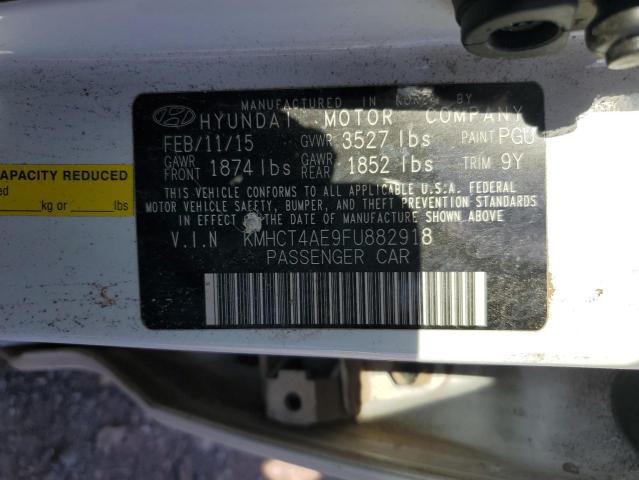 MANUFACTURED IN KOREA BY
HYUNDAI MOTOR COMPANY
FEB/11/15 GVWR 3527 lbs PAINT PGU
GAWR FRONT 1874 lbs GAWR REAR 1852 lbs TRIM 9Y
THIS VEHICLE CONFORMS TO ALL APPLICABLE U.S.A. FEDERAL
MOTOR VEHICLE SAFETY, BUMPER, AND THEFT PREVENTION STANDARDS
IN EFFECT ON THE DATE OF MANUFACTURE SHOWN ABOVE
V.I.N KMHCT4AE9FU882918
PASSENGER CAR
CAPACITY REDUCED
kg or lbs